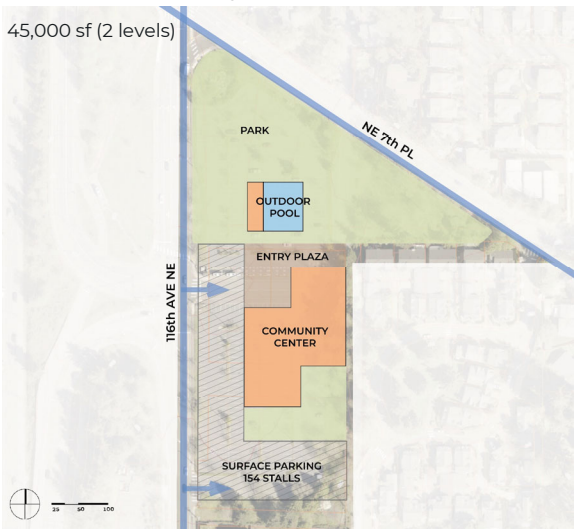 45,000 sf (2 levels)
NE 7th PL
PARK
OUTDOOR
POOL
ENTRY PLAZA
116th AVE NE
COMMUNITY
CENTER
SURFACE PARKING
154 STALLS
25 50 100